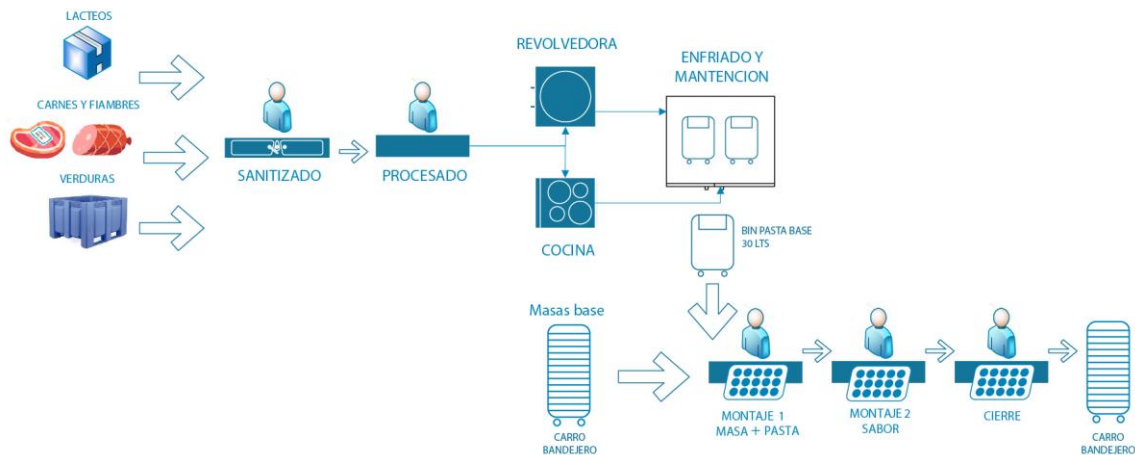 LACTEOS
CARNES Y FIAMBRES
VERDURAS
SANITIZADO
PROCESADO
REVOLVEDORA
COCINA
ENFRIADO Y
MANTENCION
BIN PASTA BASE
30 LTS
Masas base
CARRO
BANDEJERO
MONTAJE 1
MASA + PASTA
MONTAJE 2
SABOR
CIERRE
CARRO
BANDEJERO